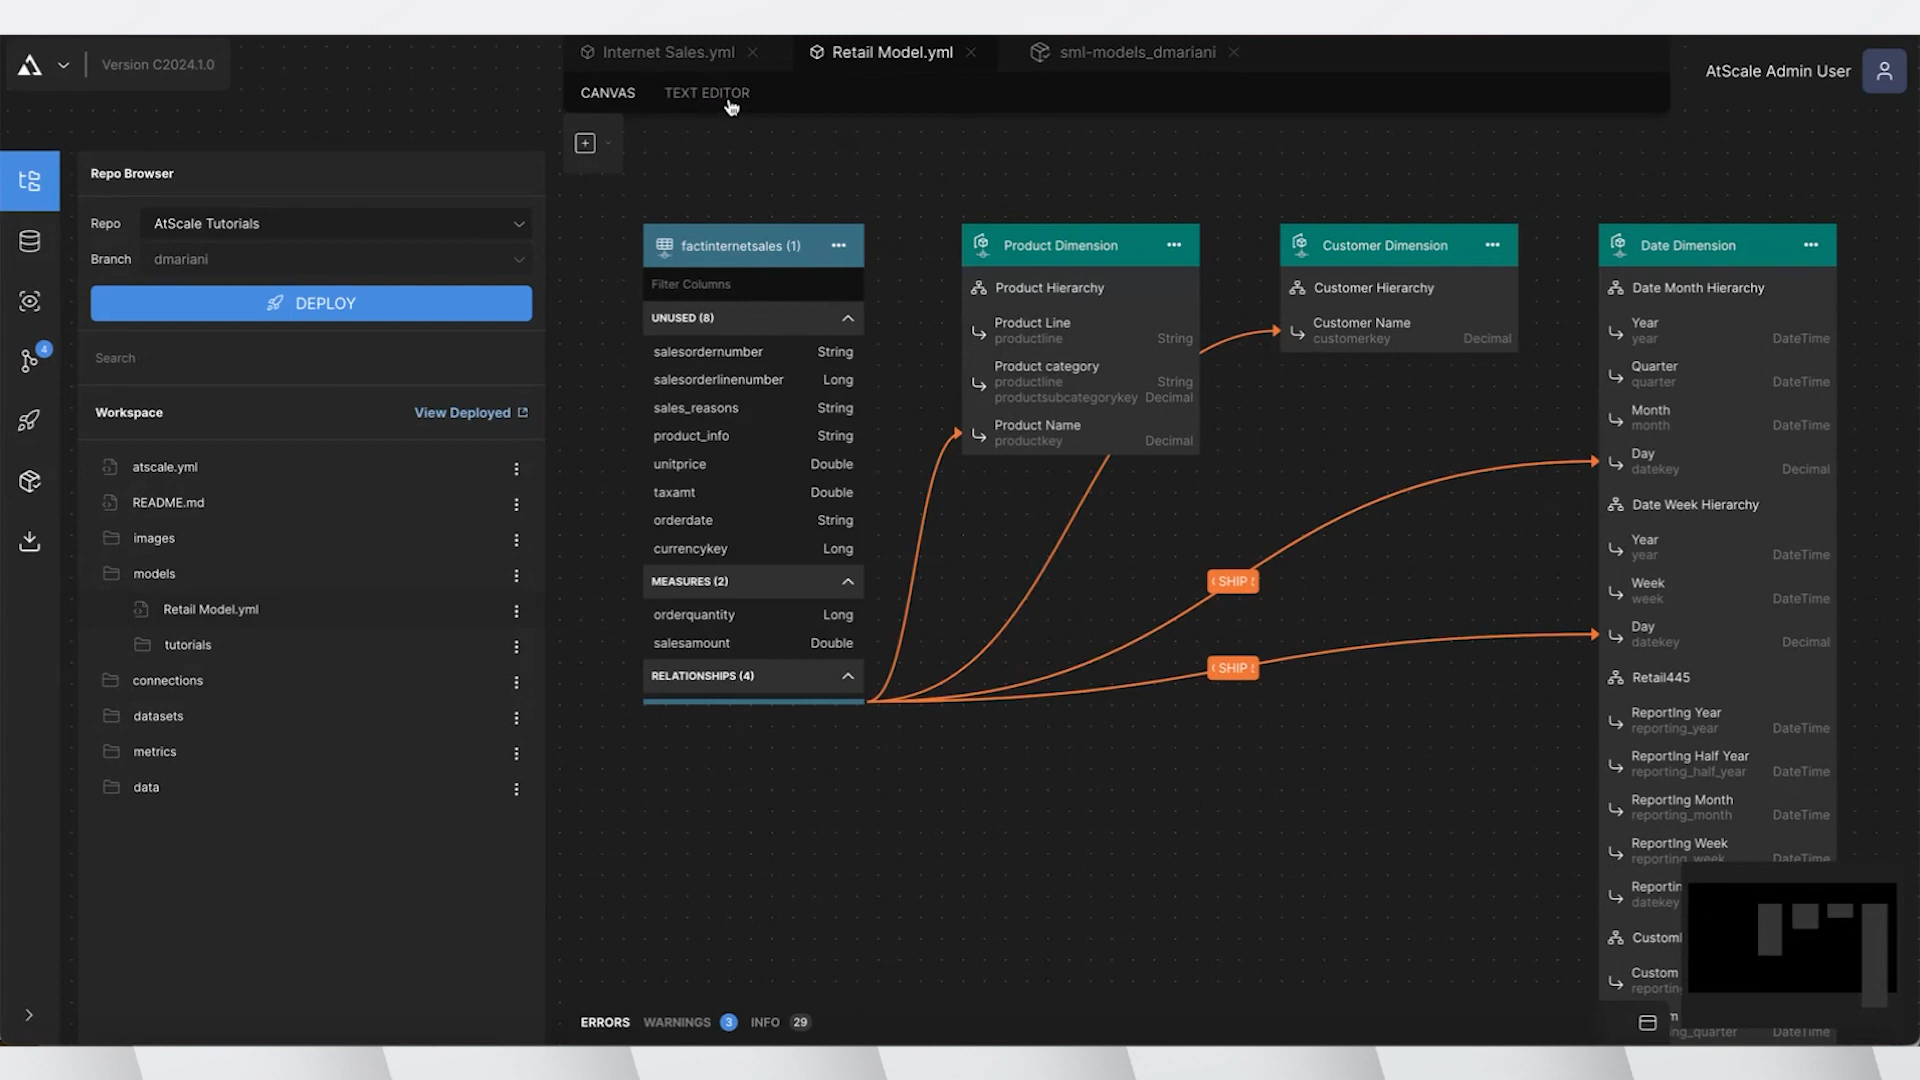 Version C2024.1.0
Internet Sales.yml
Retail Model.yml
sml-models_dmariani
AtScale Admin User
CANVAS
TEXT EDITOR
Repo Browser
Repo
AtScale Tutorials
Branch
dmariani
DEPLOY
Search
4
Workspace
View Deployed
atscale.yml
README.md
images
models
Retail Model.yml
tutorials
connections
datasets
metrics
data
factinternetsales (1)
Filter Columns
UNUSED (8)
salesordernumber String
salesorderlinenumber Long
sales_reasons String
product_info String
unitprice Double
taxamt Double
orderdate String
currencykey Long
MEASURES (2)
orderquantity Long
salesamount Double
RELATIONSHIPS (4)
Product Dimension
Product Hierarchy
Product Line
productline String
Product category
productline String
productsubcategorykey Decimal
Product Name
productkey Decimal
Customer Dimension
Customer Hierarchy
Customer Name
customerkey Decimal
SHIP
SHIP
Date Dimension
Date Month Hierarchy
Year
year DateTime
Quarter
quarter DateTime
Month
month DateTime
Day
datekey Decimal
Date Week Hierarchy
Year
year DateTime
Week
week DateTime
Day
datekey Decimal
Retail445
Reporting Year
reporting_year DateTime
Reporting Half Year
reporting_half_year DateTime
Reporting Month
reporting_month DateTime
Reporting Week
reporting_week DateTime
Reportin
datekey
Custom
Custom
reportin
ng_quarter DateTime
ERRORS
WARNINGS 3
INFO 29